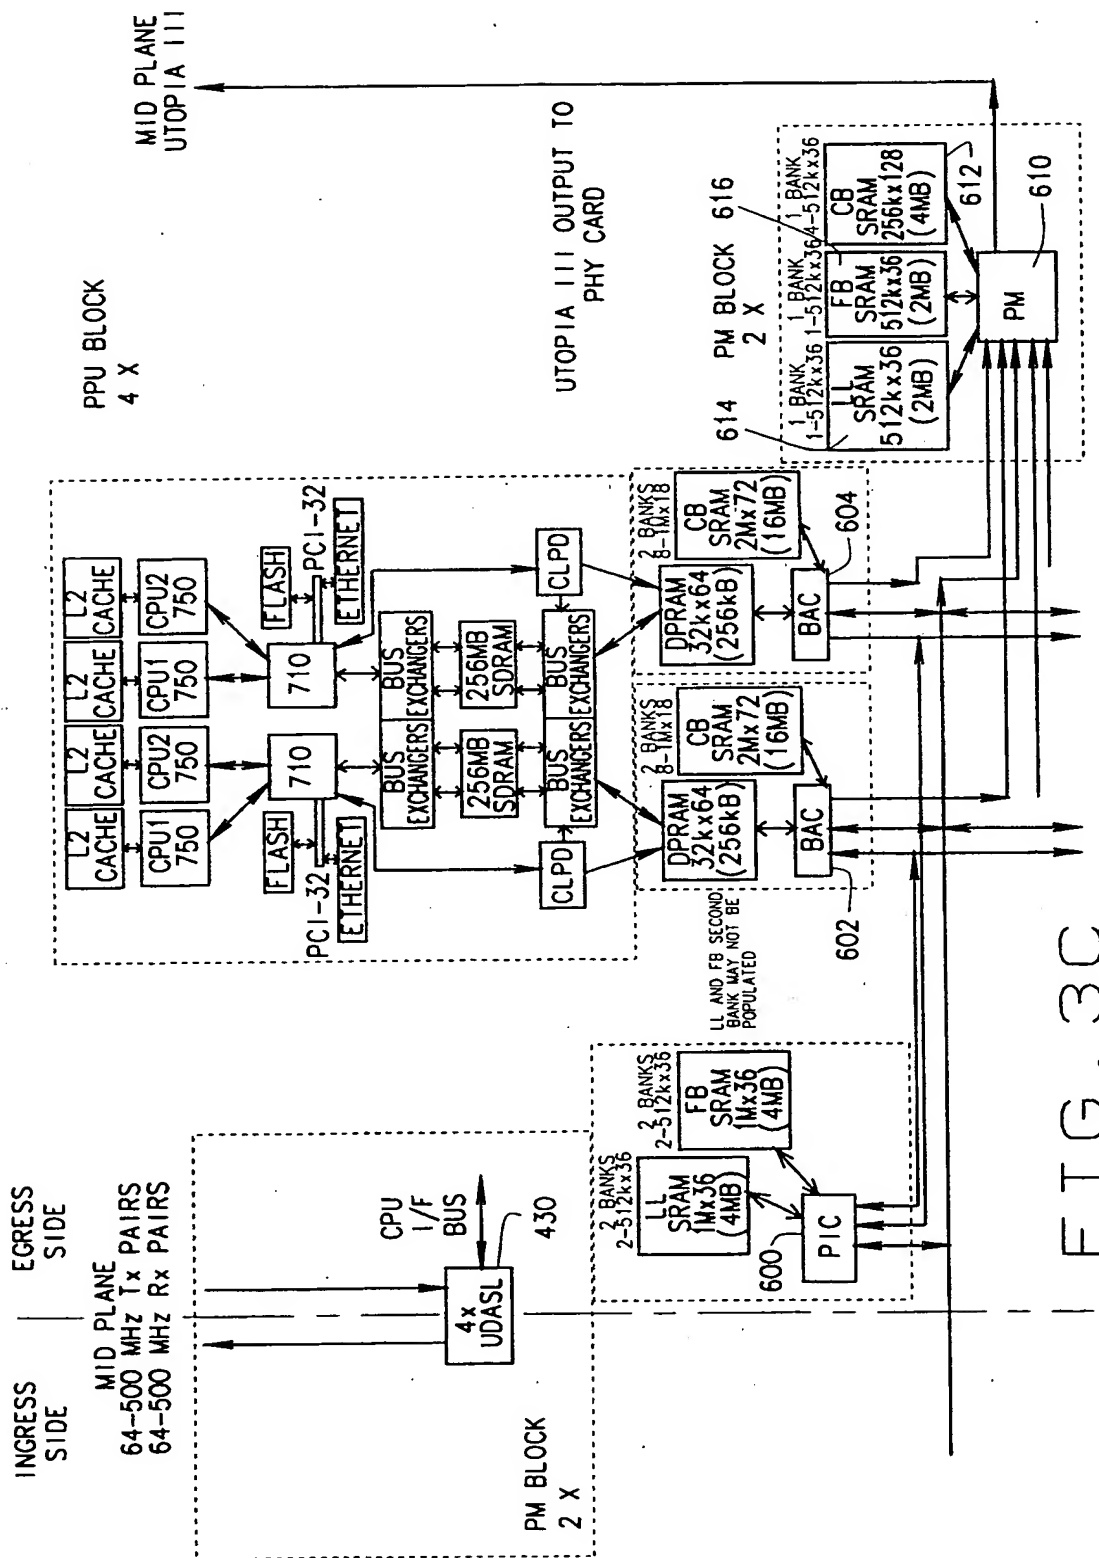 INGRESS
SIDE
EGRESS
SIDE
MID PLANE
64-500 MHz Tx PAIRS
64-500 MHz Rx PAIRS
PM BLOCK
2 X
4x
UDASL
CPU
I/F
BUS
430
2 BANKS
2-512kx36
LL
SRAM
1Mx36
(4MB)
2 BANKS
2-512kx36
FB
SRAM
1Mx36
(4MB)
600
PIC
LL AND FB SECOND
BANK MAY NOT BE
POPULATED
L2
CACHE
L2
CACHE
L2
CACHE
L2
CACHE
CPU1
750
CPU2
750
CPU1
750
CPU2
750
710
710
FLASH
PCI-32
ETHERNET
FLASH
PCI-32
ETHERNET
BUS
EXCHANGERS
BUS
EXCHANGERS
256MB
SDRAM
256MB
SDRAM
BUS
EXCHANGERS
BUS
EXCHANGERS
CLPD
CLPD
DPRAM
32kx64
(256kB)
2 BANKS
8-1Mx18
CB
SRAM
2Mx72
(16MB)
BAC
602
DPRAM
32kx64
(256kB)
2 BANKS
8-1Mx18
CB
SRAM
2Mx72
(16MB)
BAC
604
PPU BLOCK
4 X
MID PLANE
UTOPIA III
UTOPIA III OUTPUT TO
PHY CARD
614
PM BLOCK
2 X
616
1 BANK
1-512kx36
LL
SRAM
512kx36
(2MB)
1 BANK
1-512kx36
FB
SRAM
512kx36
(2MB)
1 BANK
4-512kx36
CB
SRAM
256kx128
(4MB)
612
PM
610
FIG.3C